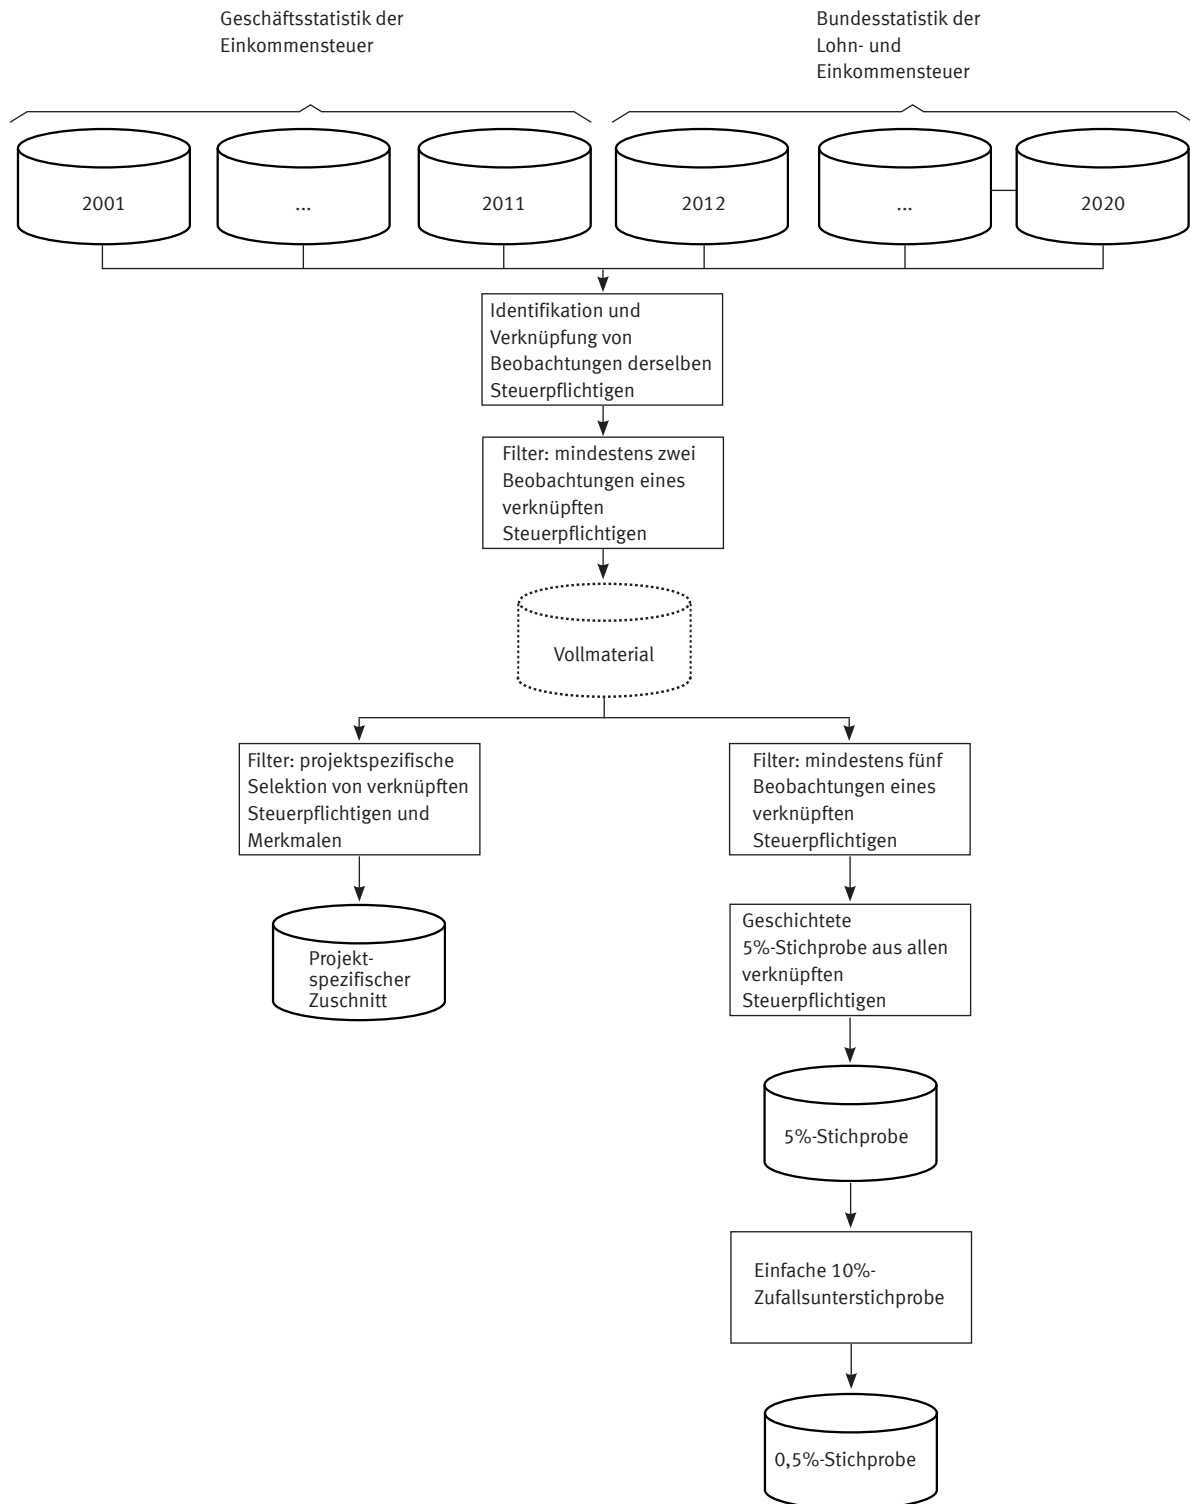 Geschäftsstatistik der
Einkommensteuer
Bundesstatistik der
Lohn- und
Einkommensteuer
2001
...
2011
2012
...
2020
Identifikation und
Verknüpfung von
Beobachtungen derselben
Steuerpflichtigen
Filter: mindestens zwei
Beobachtungen eines
verknüpften
Steuerpflichtigen
Vollmaterial
Filter: projektspezifische
Selektion von verknüpften
Steuerpflichtigen und
Merkmalen
Projekt-
spezifischer
Zuschnitt
Filter: mindestens fünf
Beobachtungen eines
verknüpften
Steuerpflichtigen
Geschichtete
5%-Stichprobe aus allen
verknüpften
Steuerpflichtigen
5%-Stichprobe
Einfache 10%-
Zufallsunterstichprobe
0,5%-Stichprobe